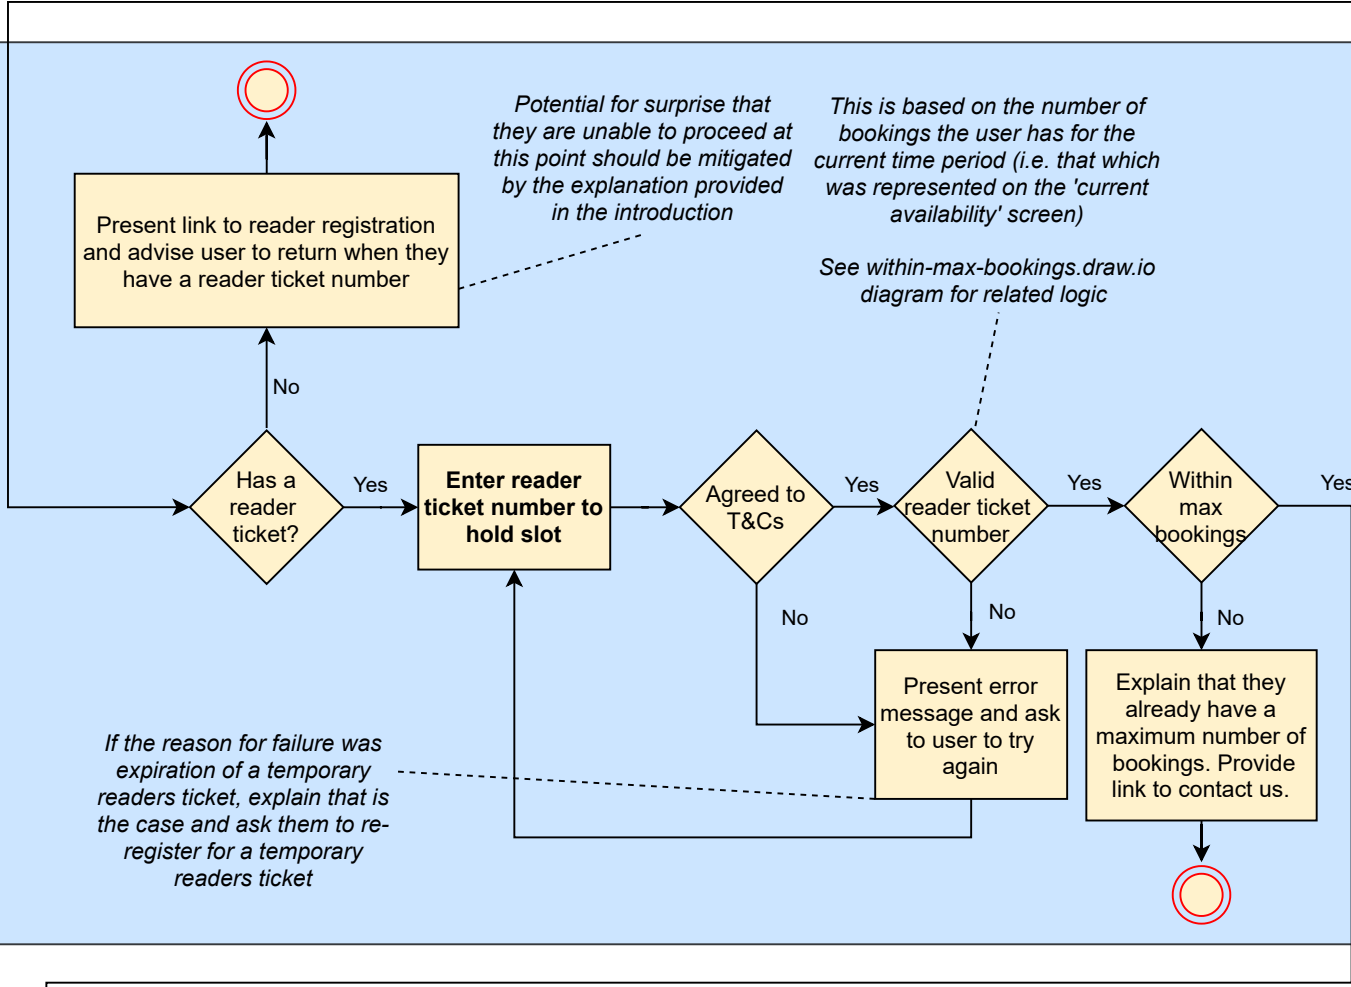 Potential for surprise that
they are unable to proceed at
this point should be mitigated
by the explanation provided
in the introduction
This is based on the number of
bookings the user has for the
current time period (i.e. that which
was represented on the 'current
availability' screen)
See within-max-bookings.draw.io
diagram for related logic
Present link to reader registration
and advise user to return when they
have a reader ticket number
No
Has a
reader
ticket?
Yes
Enter reader
ticket number to
hold slot
Agreed to
T&Cs
Yes
Valid
reader ticket
number
Yes
Within
max
bookings
Yes
No
No
No
Present error
message and ask
to user to try
again
Explain that they
already have a
maximum number of
bookings. Provide
link to contact us.
If the reason for failure was
expiration of a temporary
readers ticket, explain that is
the case and ask them to re-
register for a temporary
readers ticket